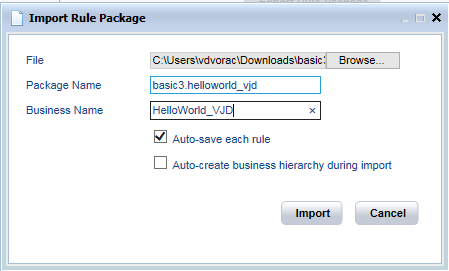 Import Rule Package
File C:\Users\vdvorac\Downloads\basic3 Browse...
Package Name basic3.helloworld_vjd
Business Name HelloWorld_VJD
Auto-save each rule
Auto-create business hierarchy during import
Import Cancel